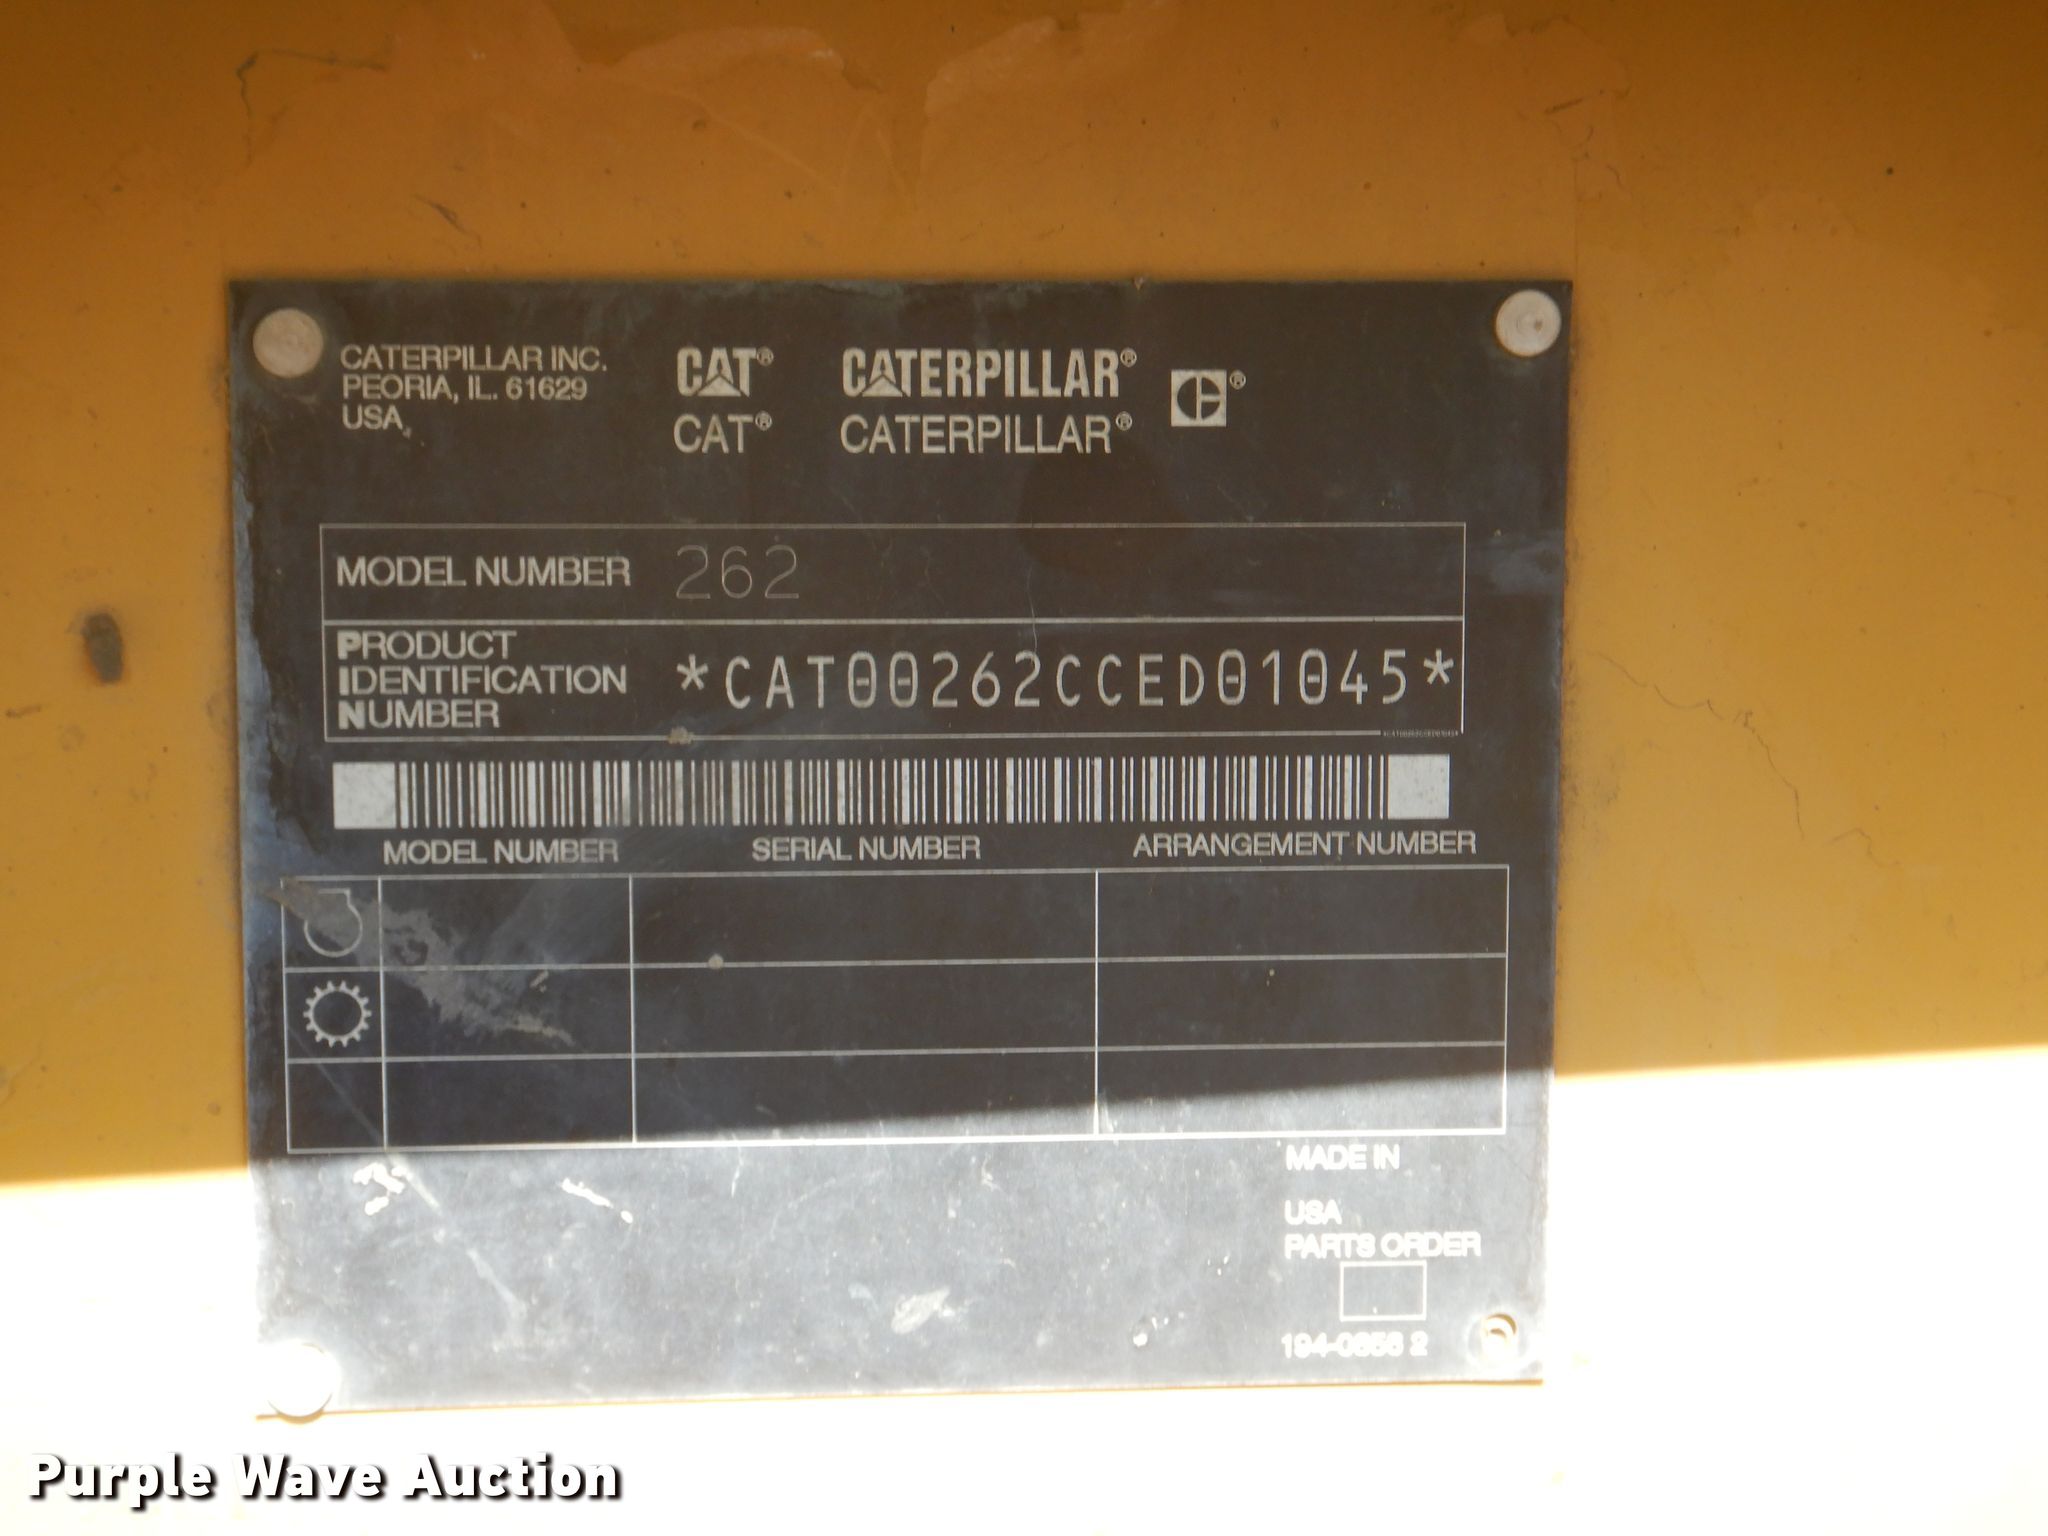 CATERPILLAR INC.
PEORIA, IL. 61629
USA
CAT® CATERPILLAR® C®
CAT® CATERPILLAR®
MODEL NUMBER 262
PRODUCT
IDENTIFICATION
NUMBER
*CAT00262CCED01045*
MODEL NUMBER SERIAL NUMBER ARRANGEMENT NUMBER
MADE IN
USA
PARTS ORDER
Purple Wave Auction